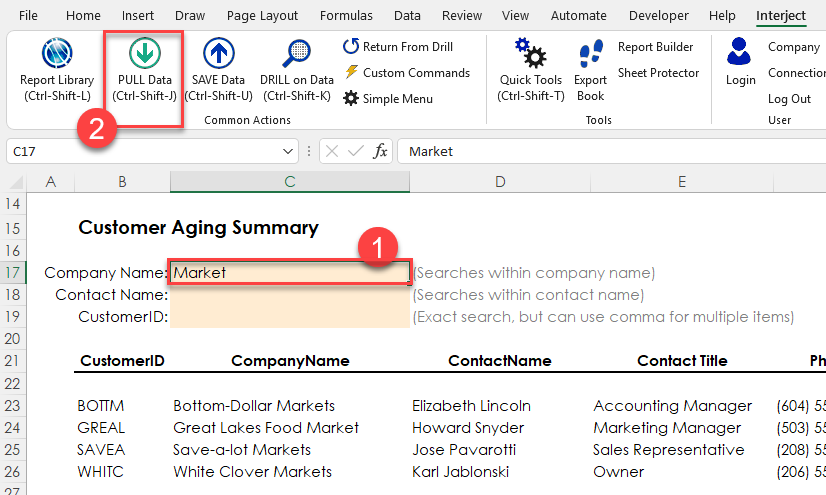 File Home Insert Draw Page Layout Formulas Data Review View Automate Developer Help Interject
Report Library (Ctrl-Shift-L)
PULL Data (Ctrl-Shift-J)
SAVE Data (Ctrl-Shift-U)
DRILL on Data (Ctrl-Shift-K)
Return From Drill
Custom Commands
Simple Menu
Common Actions
Quick Tools (Ctrl-Shift-T)
Export Book
Report Builder
Sheet Protector
Tools
Login
Company
Connection
Log Out
User
2
C17 fx Market
A B C D E
14
15 Customer Aging Summary
16 1
17 Company Name: Market (Searches within company name)
18 Contact Name: (Searches within contact name)
19 CustomerID: (Exact search, but can use comma for multiple items)
20
21 CustomerID CompanyName ContactName Contact Title Ph
22
23 BOTTM Bottom-Dollar Markets Elizabeth Lincoln Accounting Manager (604) 55
24 GREAL Great Lakes Food Market Howard Snyder Marketing Manager (503) 55
25 SAVEA Save-a-lot Markets Jose Pavarotti Sales Representative (208) 55
26 WHITC White Clover Markets Karl Jablonski Owner (206) 55
27